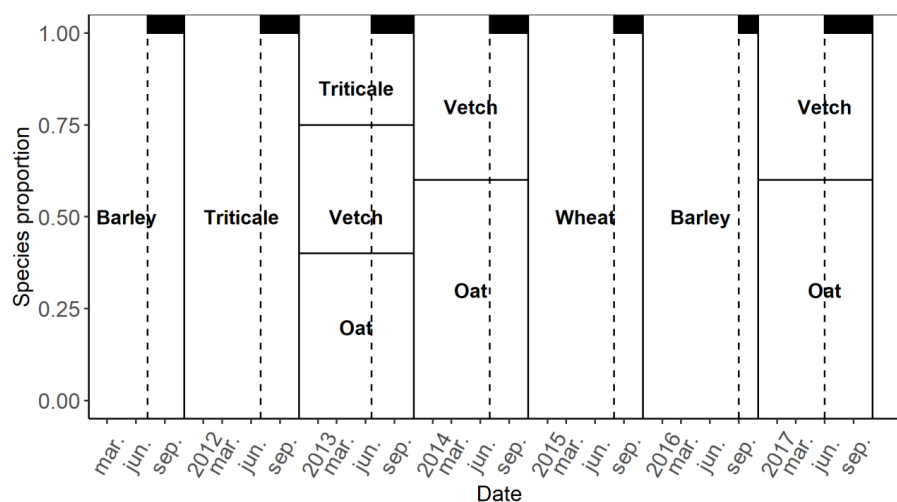 1.00
0.75
0.50
0.25
0.00
Species proportion
Triticale
Vetch
Vetch
Barley
Triticale
Vetch
Wheat
Barley
Oat
Oat
Oat
mar.
jun.
sep.
2012
mar.
jun.
sep.
2013
mar.
jun.
sep.
2014
mar.
jun.
sep.
2015
mar.
jun.
sep.
2016
mar.
jun.
sep.
2017
mar.
jun.
sep.
Date